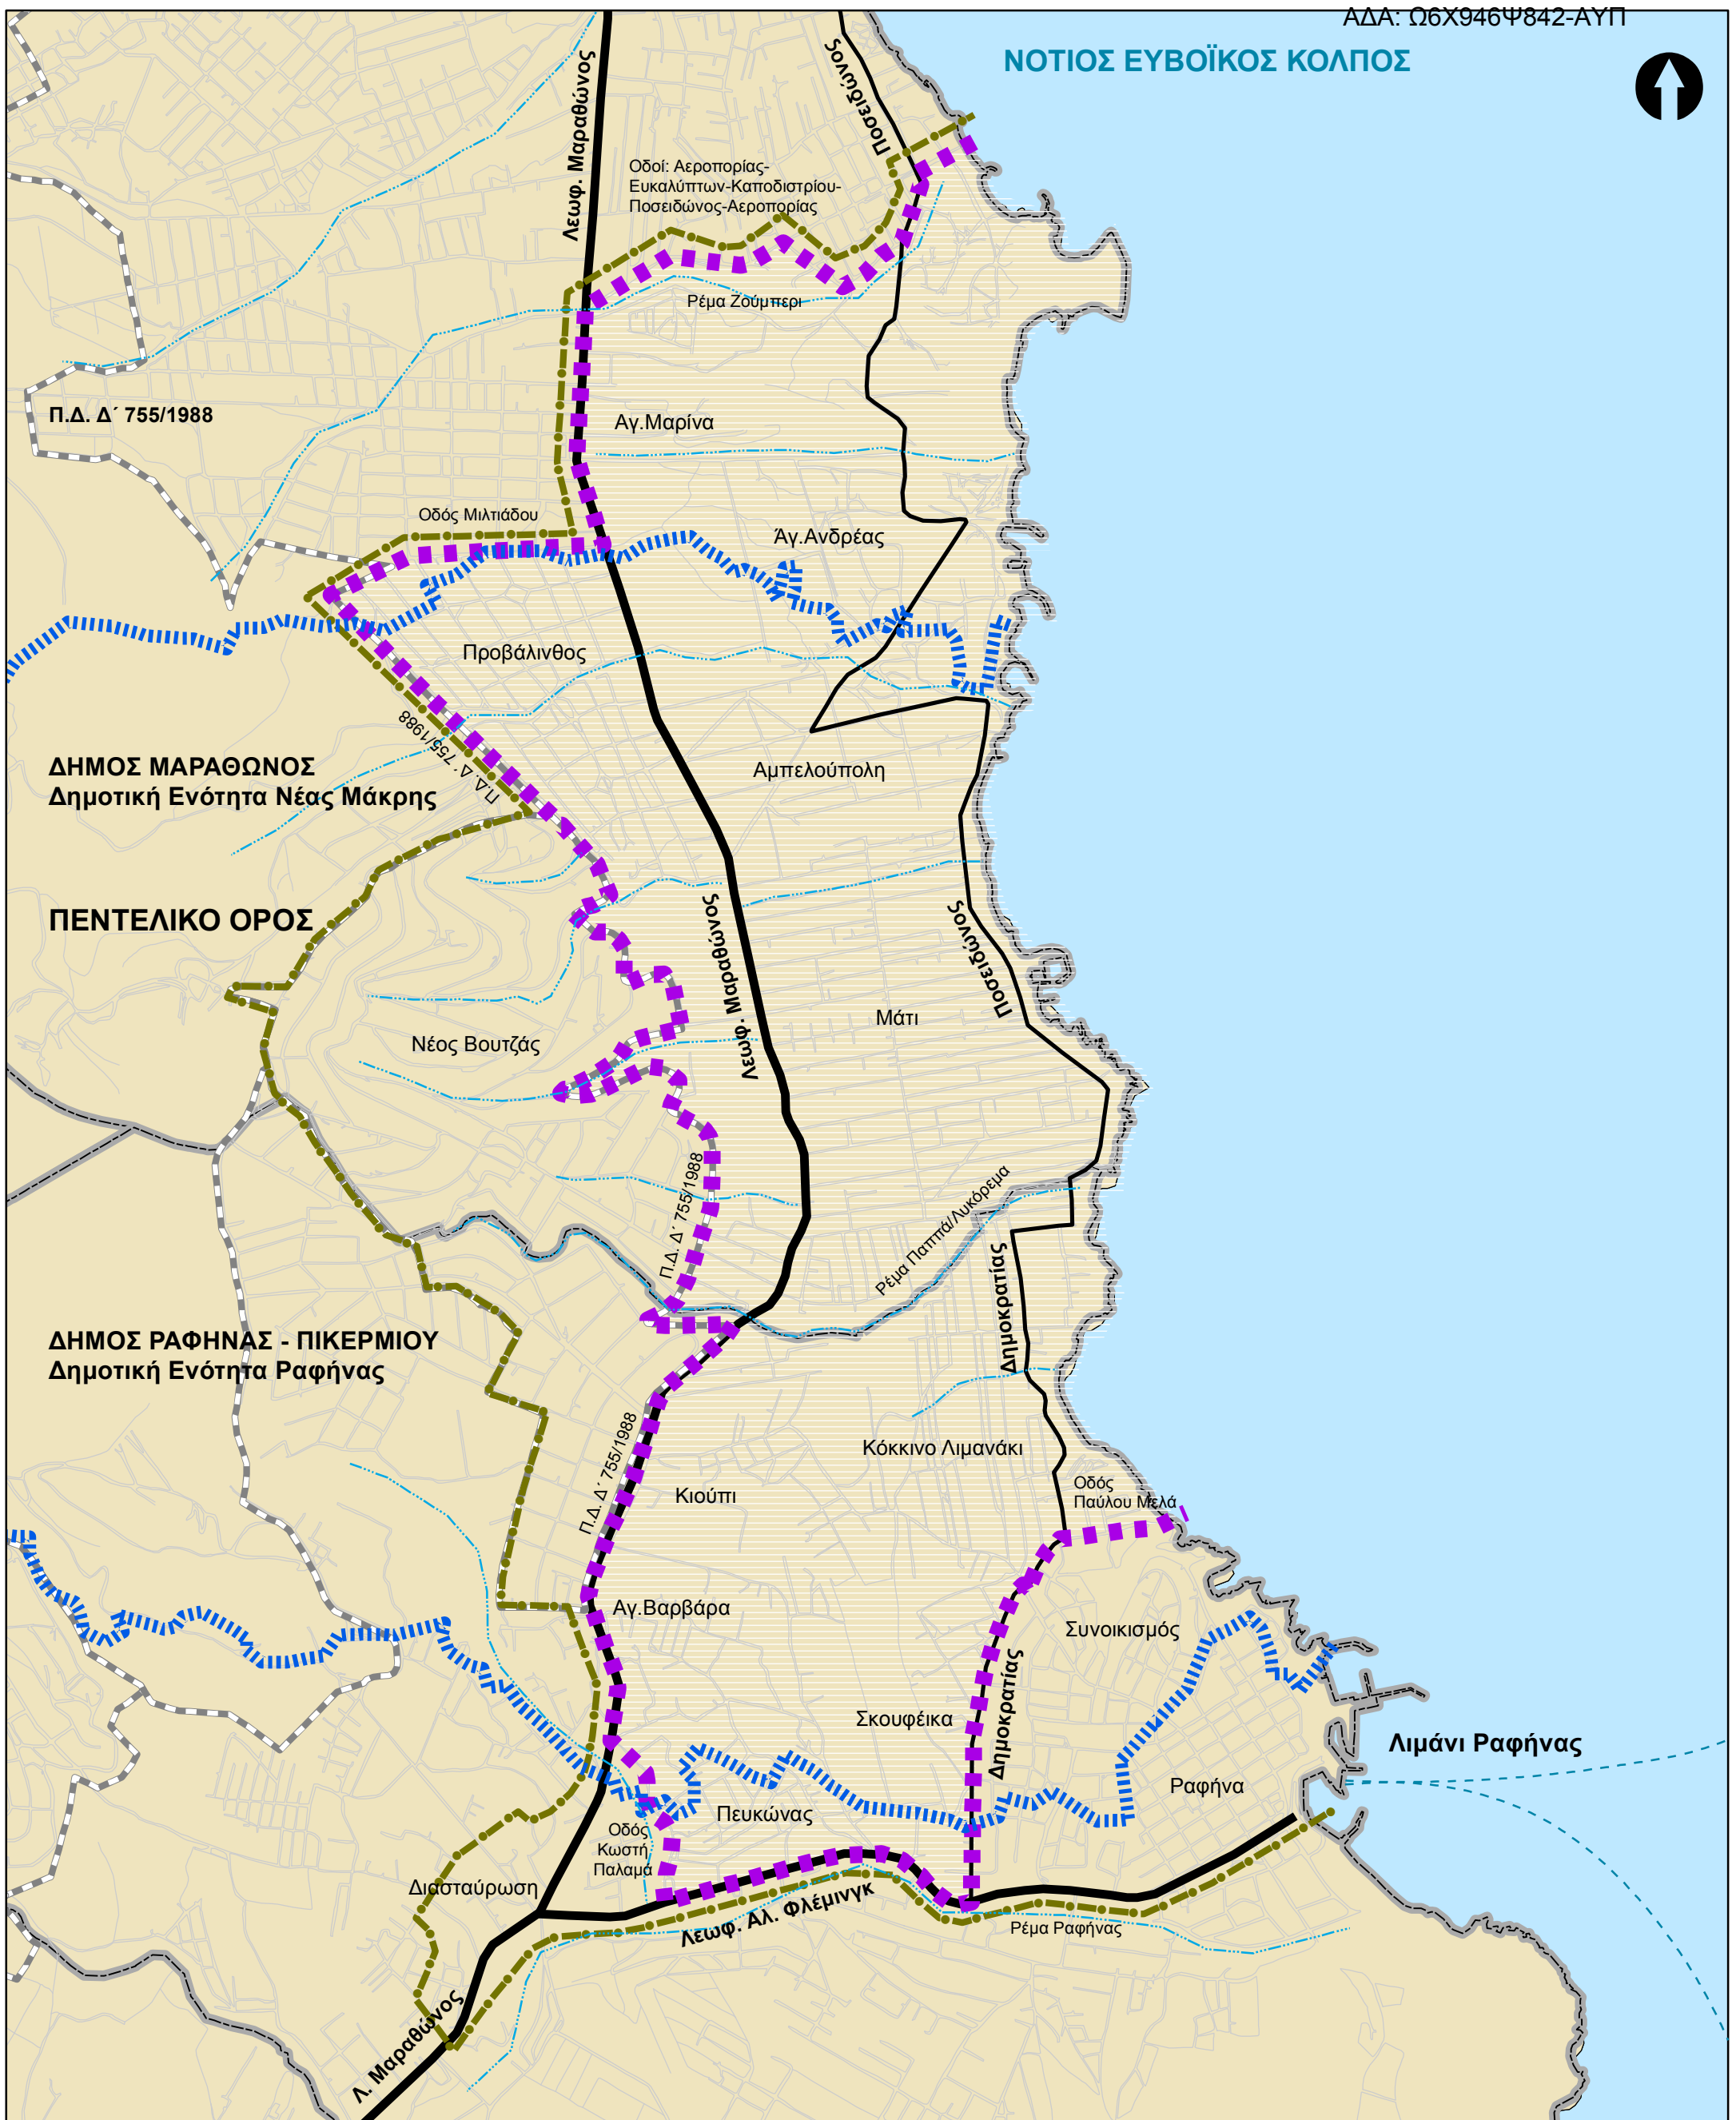 ΑΔΑ: Ω6Χ946Ψ842-ΑΥΠ
ΝΟΤΙΟΣ ΕΥΒΟΪΚΟΣ ΚΟΛΠΟΣ
Λεωφ. Μαραθώνος
Ποσειδώνος
Οδοί: Αεροπορίας-
Ευκαλύπτων-Καποδιστρίου-
Ποσειδώνος-Αεροπορίας
Ρέμα Ζούμπερι
Π.Δ. Δ΄ 755/1988
Αγ.Μαρίνα
Οδός Μιλτιάδου
Άγ.Ανδρέας
Προβάλινθος
Π.Δ. Δ΄ 755/1988
ΔΗΜΟΣ ΜΑΡΑΘΩΝΟΣ
Δημοτική Ενότητα Νέας Μάκρης
Αμπελούπολη
ΠΕΝΤΕΛΙΚΟ ΟΡΟΣ
Λεωφ. Μαραθώνος
Ποσειδώνος
Μάτι
Νέος Βουτζάς
Π.Δ. Δ΄ 755/1988
Ρέμα Παππά/Λυκόρεμα
Δημοκρατίας
ΔΗΜΟΣ ΡΑΦΗΝΑΣ - ΠΙΚΕΡΜΙΟΥ
Δημοτική Ενότητα Ραφήνας
Π.Δ. Δ΄ 755/1988
Κόκκινο Λιμανάκι
Κιούπι
Οδός
Παύλου Μελά
Αγ.Βαρβάρα
Συνοικισμός
Δημοκρατίας
Σκουφέικα
Λιμάνι Ραφήνας
Ραφήνα
Πευκώνας
Οδός
Κωστή
Παλαμά
Διασταύρωση
Λεωφ. Αλ. Φλέμινγκ
Ρέμα Ραφήνας
Λ. Μαραθώνος